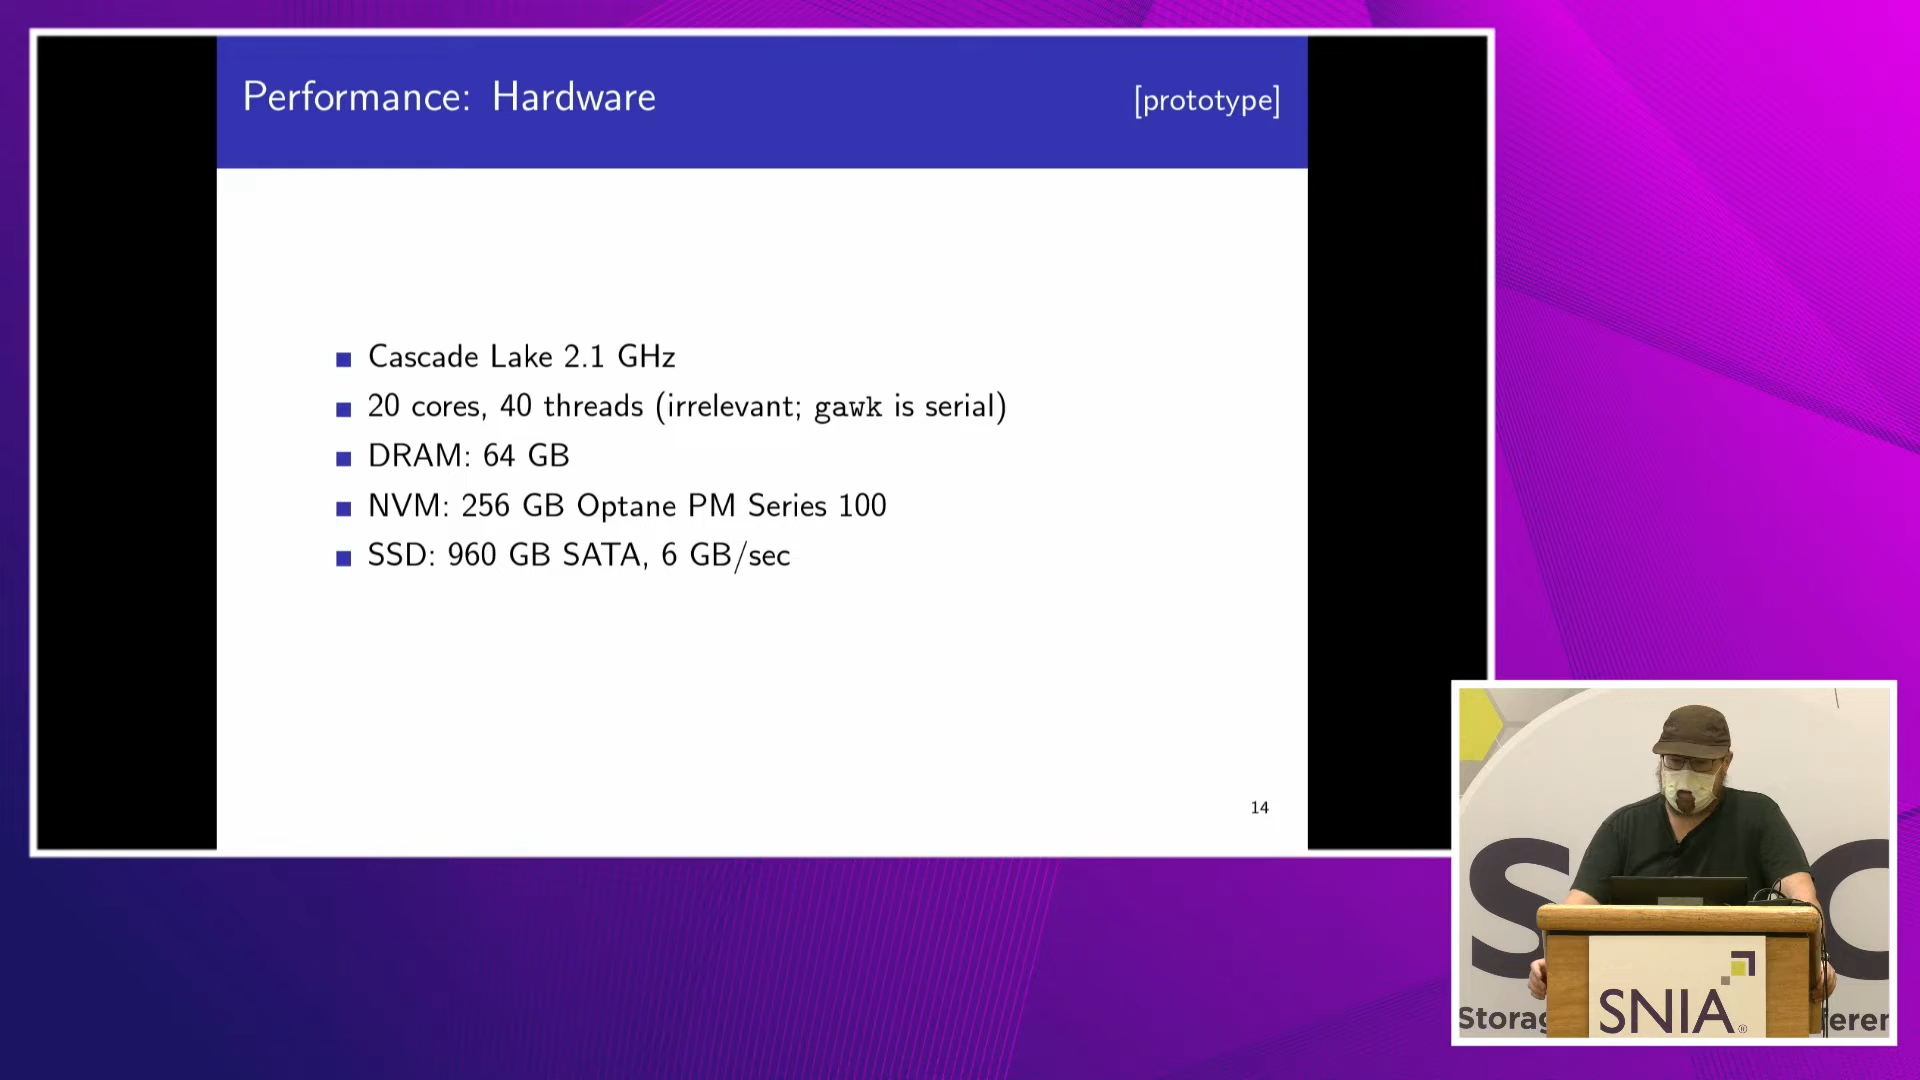 Performance: Hardware [prototype]
Cascade Lake 2.1 GHz
20 cores, 40 threads (irrelevant; gawk is serial)
DRAM: 64 GB
NVM: 256 GB Optane PM Series 100
SSD: 960 GB SATA, 6 GB/sec
14
SNIA®